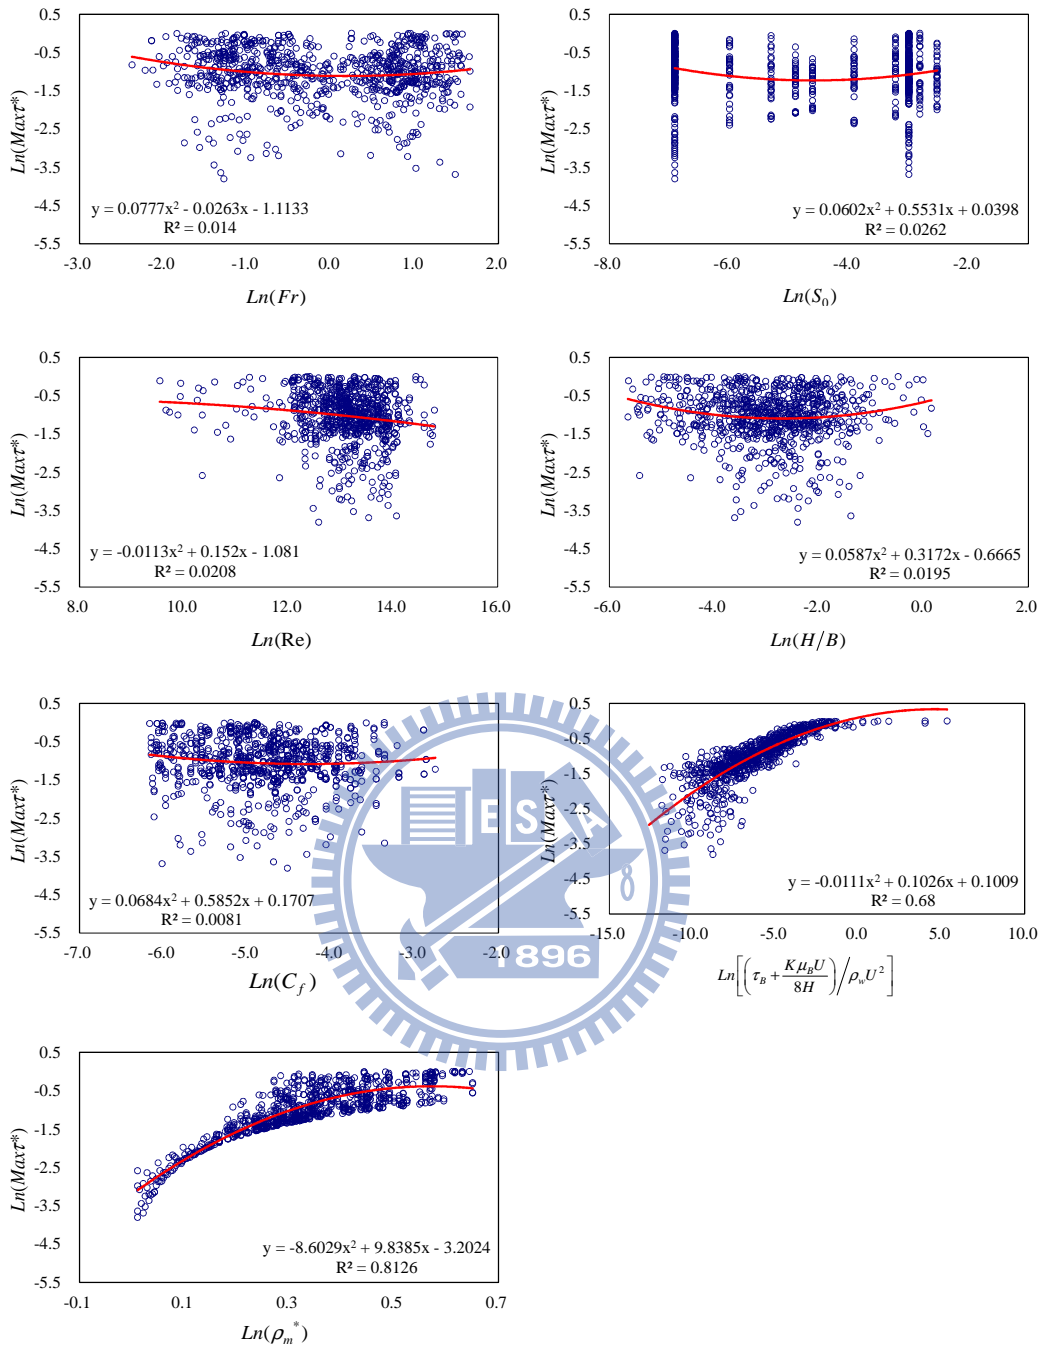 0.5
-0.5
-1.5
-2.5
-3.5
-4.5
-5.5
Ln(Maxτ*)
y = 0.0777x² - 0.0263x - 1.1133
R² = 0.014
-3.0 -2.0 -1.0 0.0 1.0 2.0
Ln(Fr)
0.5
-0.5
-1.5
-2.5
-3.5
-4.5
-5.5
Ln(Maxτ*)
y = 0.0602x² + 0.5531x + 0.0398
R² = 0.0262
-8.0 -6.0 -4.0 -2.0
Ln(S₀)
0.5
-0.5
-1.5
-2.5
-3.5
-4.5
-5.5
Ln(Maxτ*)
y = -0.0113x² + 0.152x - 1.081
R² = 0.0208
8.0 10.0 12.0 14.0 16.0
Ln(Re)
0.5
-0.5
-1.5
-2.5
-3.5
-4.5
-5.5
Ln(Maxτ*)
y = 0.0587x² + 0.3172x - 0.6665
R² = 0.0195
-6.0 -4.0 -2.0 0.0 2.0
Ln(H/B)
0.5
-0.5
-1.5
-2.5
-3.5
-4.5
-5.5
Ln(Maxτ*)
y = 0.0684x² + 0.5852x + 0.1707
R² = 0.0081
-7.0 -6.0 -5.0 -4.0 -3.0 -2.0
Ln(C_f)
0.5
-0.5
-1.5
-2.5
-3.5
-4.5
-5.5
Ln(Maxτ*)
y = -0.0111x² + 0.1026x + 0.1009
R² = 0.68
-15.0 -10.0 -5.0 0.0 5.0 10.0
Ln[(τ_B + Kμ_BU/8H)/ρ_wU²]
E S A
8
1896
0.5
-0.5
-1.5
-2.5
-3.5
-4.5
-5.5
Ln(Maxτ*)
y = -8.6029x² + 9.8385x - 3.2024
R² = 0.8126
-0.1 0.1 0.3 0.5 0.7
Ln(ρ_m*)